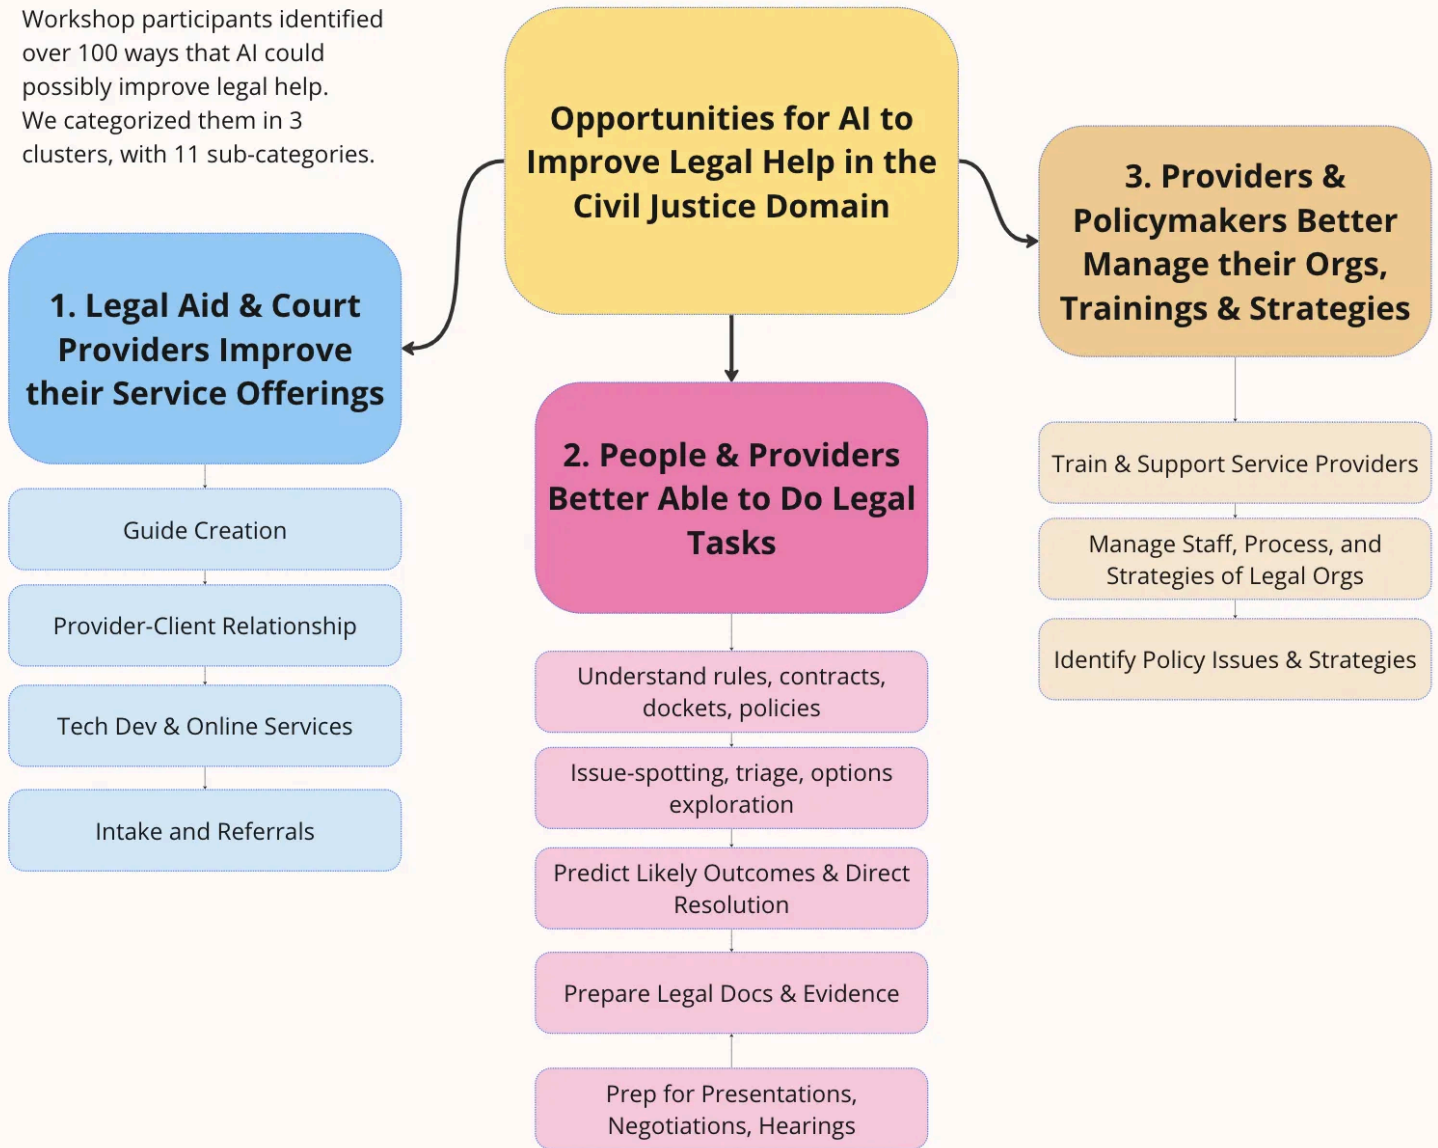 Workshop participants identified
over 100 ways that AI could
possibly improve legal help.
We categorized them in 3
clusters, with 11 sub-categories.
Opportunities for AI to
Improve Legal Help in the
Civil Justice Domain
1. Legal Aid & Court
Providers Improve
their Service Offerings
Guide Creation
Provider-Client Relationship
Tech Dev & Online Services
Intake and Referrals
2. People & Providers
Better Able to Do Legal
Tasks
Understand rules, contracts,
dockets, policies
Issue-spotting, triage, options
exploration
Predict Likely Outcomes & Direct
Resolution
Prepare Legal Docs & Evidence
Prep for Presentations,
Negotiations, Hearings
3. Providers &
Policymakers Better
Manage their Orgs,
Trainings & Strategies
Train & Support Service Providers
Manage Staff, Process, and
Strategies of Legal Orgs
Identify Policy Issues & Strategies